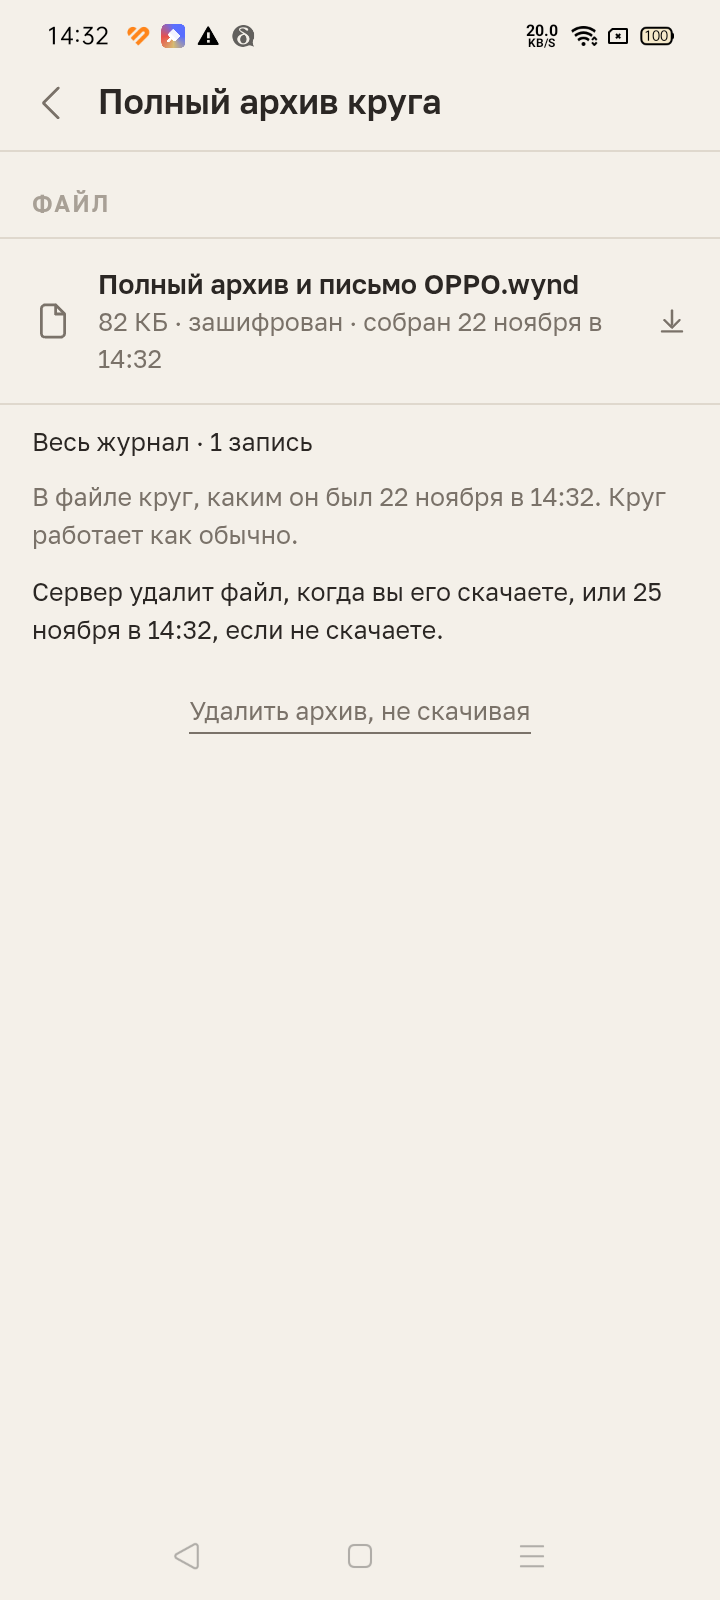 14:32
20.0
KB/S
100
Полный архив круга
ФАЙЛ
Полный архив и письмо OPPO.wynd
82 КБ · зашифрован · собран 22 ноября в
14:32
Весь журнал · 1 запись
В файле круг, каким он был 22 ноября в 14:32. Круг
работает как обычно.
Сервер удалит файл, когда вы его скачаете, или 25
ноября в 14:32, если не скачаете.
Удалить архив, не скачивая